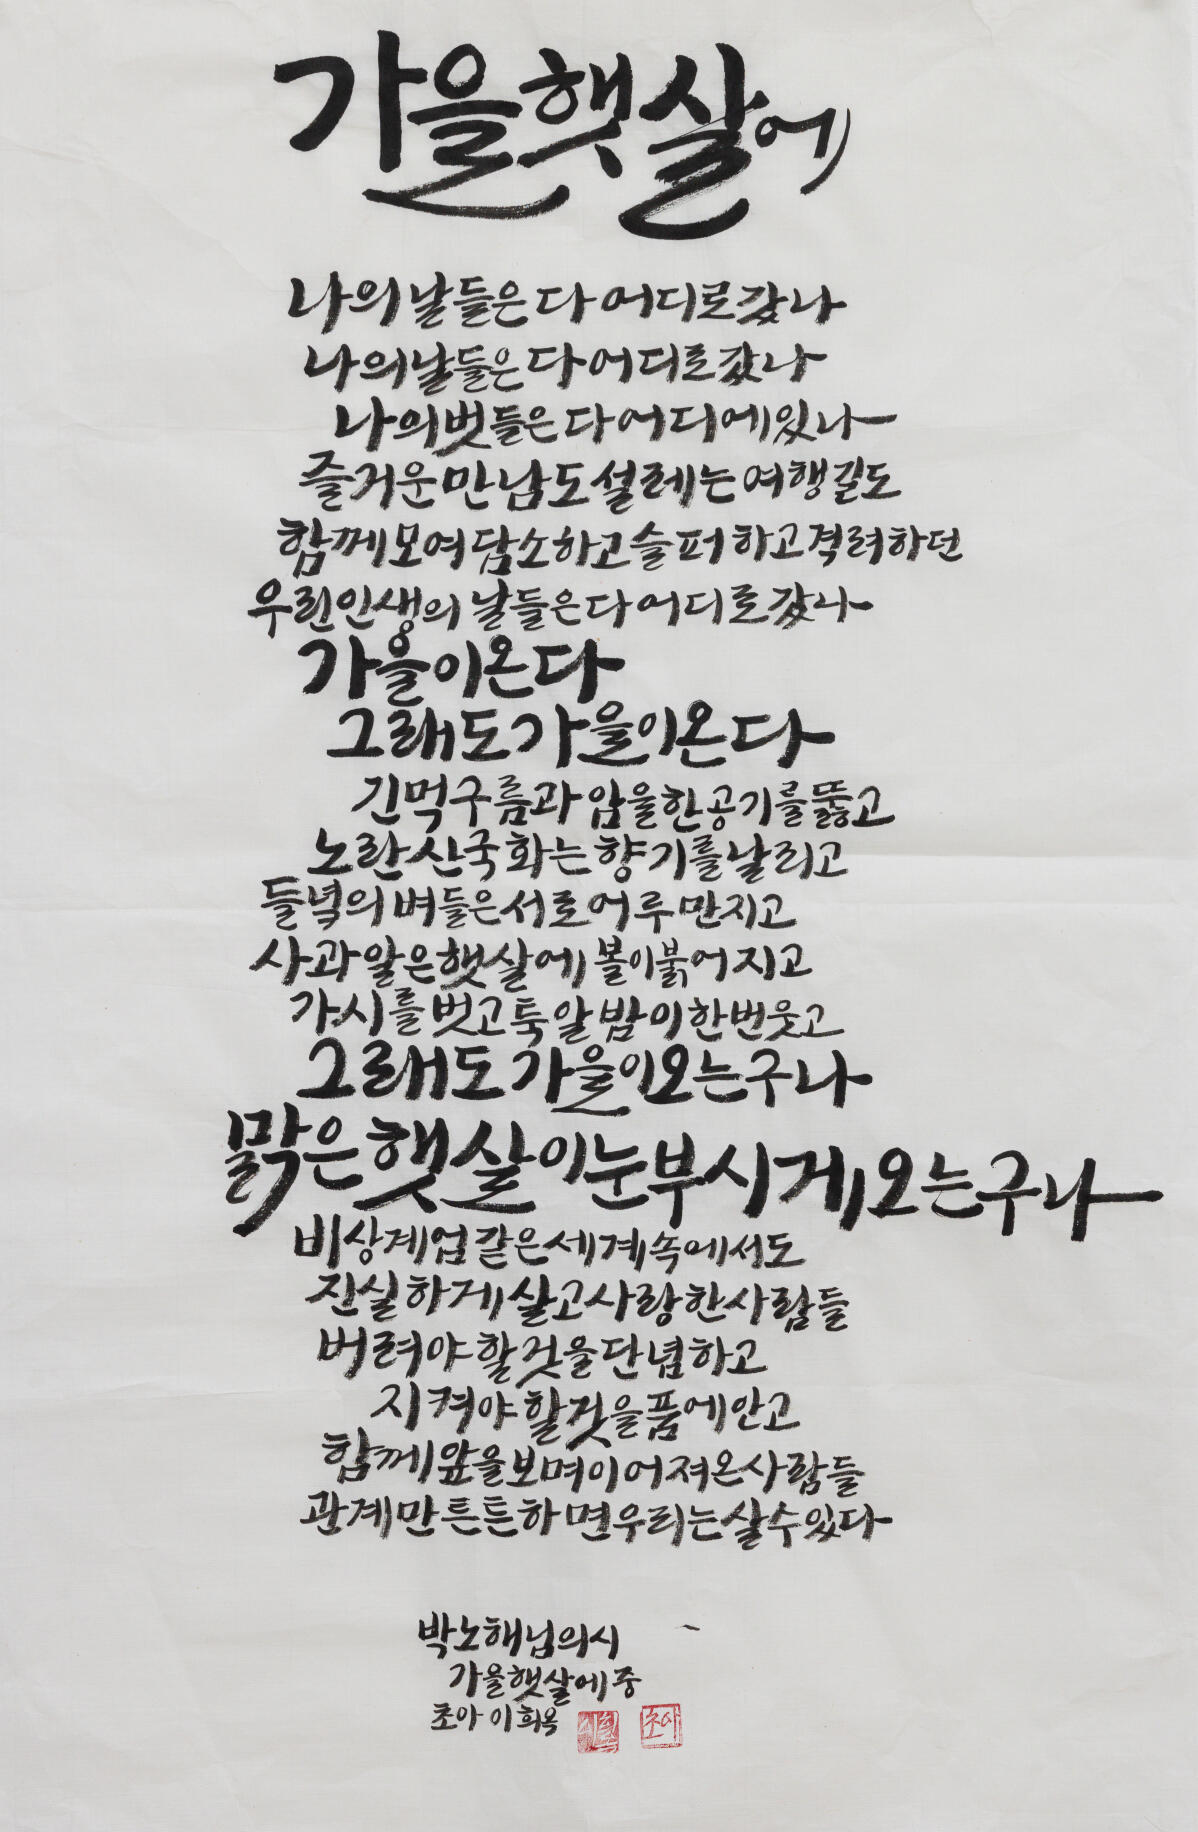 가을햇살에
나의 날들은 다 어디로 갔나
나의 날들은 다 어디로 갔나
나의 벗들은 다 어디에 있나
즐거운 만남도 설레는 여행길도
함께 모여 담소하고 슬퍼하고 격려하던
우린 인생의 날들은 다 어디로 갔나
가을이 온다
그래도 가을이 온다
긴 먹구름과 암울한 공기를 뚫고
노란 산국화는 향기를 날리고
들녘의 벼들은 서로 어루만지고
사과알은 햇살에 볼이 붉어지고
가시를 벗고 툭 알밤이 한번 웃고
그래도 가을이 오는구나
맑은 햇살이 눈부시게 오는구나
비상계엄 같은 세계 속에서도
진실하게 살고 사랑한 사람들
버려야 할 것을 단념하고
지켜야 할 것을 품에 안고
함께 앞을 보며 이어져온 사람들
관계만 튼튼하면 우리는 살 수 있다
박노해님의 시
가을햇살에 중
초아 이희옥
초아